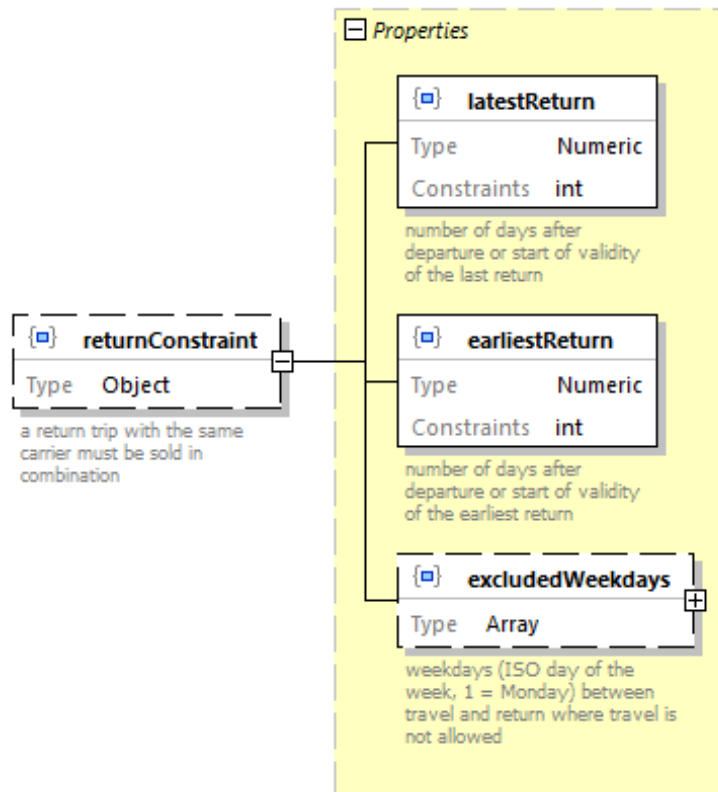 Properties
latestReturn
Type Numeric
Constraints int
number of days after
departure or start of validity
of the last return
returnConstraint
Type Object
a return trip with the same
carrier must be sold in
combination
earliestReturn
Type Numeric
Constraints int
number of days after
departure or start of validity
of the earliest return
excludedWeekdays
Type Array
weekdays (ISO day of the
week, 1 = Monday) between
travel and return where travel is
not allowed